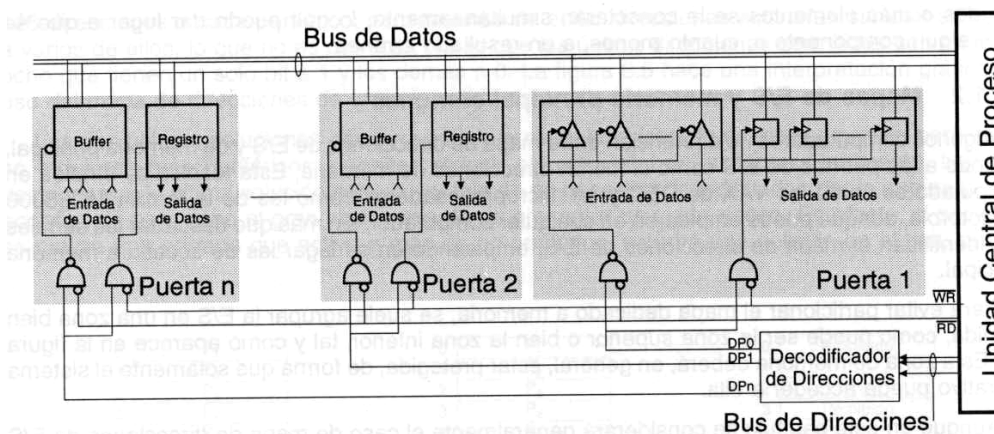 Bus de Datos
Buffer
Registro
Buffer
Registro
Entrada de Datos
Salida de Datos
Entrada de Datos
Salida de Datos
Entrada de Datos
Salida de Datos
Puerta n
Puerta 2
Puerta 1
WR
RD
DP0
DP1
DPn
Decodificador
de Direcciones
Bus de Direccines
Unidad Central de Proceso